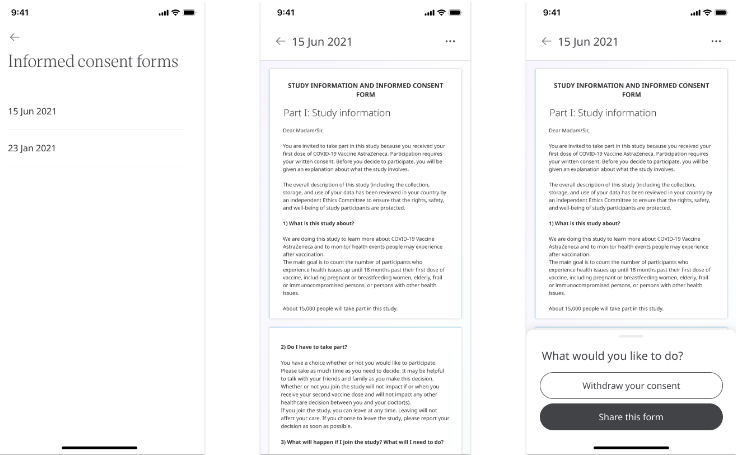 9:41
Informed consent forms
15 Jun 2021
23 Jan 2021
9:41
15 Jun 2021
STUDY INFORMATION AND INFORMED CONSENT
FORM
Part I: Study information
Dear Madam/Sir,
You are invited to take part in this study because you received your
first dose of COVID-19 Vaccine AstraZeneca. Participation requires
your written consent. Before you decide to participate, you will be
given an explanation about what the study involves.
The overall description of this study (including the collection,
storage, and use of your data has been reviewed in your country by
an independent Ethics Committee to ensure that the rights, safety,
and well-being of study participants are protected.
1) What is this study about?
We are doing this study to learn more about COVID-19 Vaccine
AstraZeneca and to monitor health events people may experience
after vaccination.
The main goal is to count the number of participants who
experience health issues up until 18 months past their first dose of
vaccine, including pregnant or breastfeeding women, elderly, frail
or immunocompromised persons, or persons with other health
issues.
About 15,000 people will take part in this study.
2) Do I have to take part?
You have a choice whether or not you would like to participate.
Please take as much time as you need to decide. It may be helpful
to talk with your friends and family as you make this decision.
Whether or not you join the study will not impact if or when you
receive your second vaccine dose and will not impact any other
healthcare decision between you and your doctor(s).
If you join the study, you can leave at any time. Leaving will not
affect your care. If you choose to leave the study, please report your
decision as soon as possible.
3) What will happen if I join the study? What will I need to do?
9:41
15 Jun 2021
STUDY INFORMATION AND INFORMED CONSENT
FORM
Part I: Study information
Dear Madam/Sir,
You are invited to take part in this study because you received your
first dose of COVID-19 Vaccine AstraZeneca. Participation requires
your written consent. Before you decide to participate, you will be
given an explanation about what the study involves.
The overall description of this study (including the collection,
storage, and use of your data has been reviewed in your country by
an independent Ethics Committee to ensure that the rights, safety,
and well-being of study participants are protected.
1) What is this study about?
We are doing this study to learn more about COVID-19 Vaccine
AstraZeneca and to monitor health events people may experience
after vaccination.
The main goal is to count the number of participants who
experience health issues up until 18 months past their first dose of
vaccine, including pregnant or breastfeeding women, elderly, frail
or immunocompromised persons, or persons with other health
issues.
About 15,000 people will take part in this study.
What would you like to do?
Withdraw your consent
Share this form